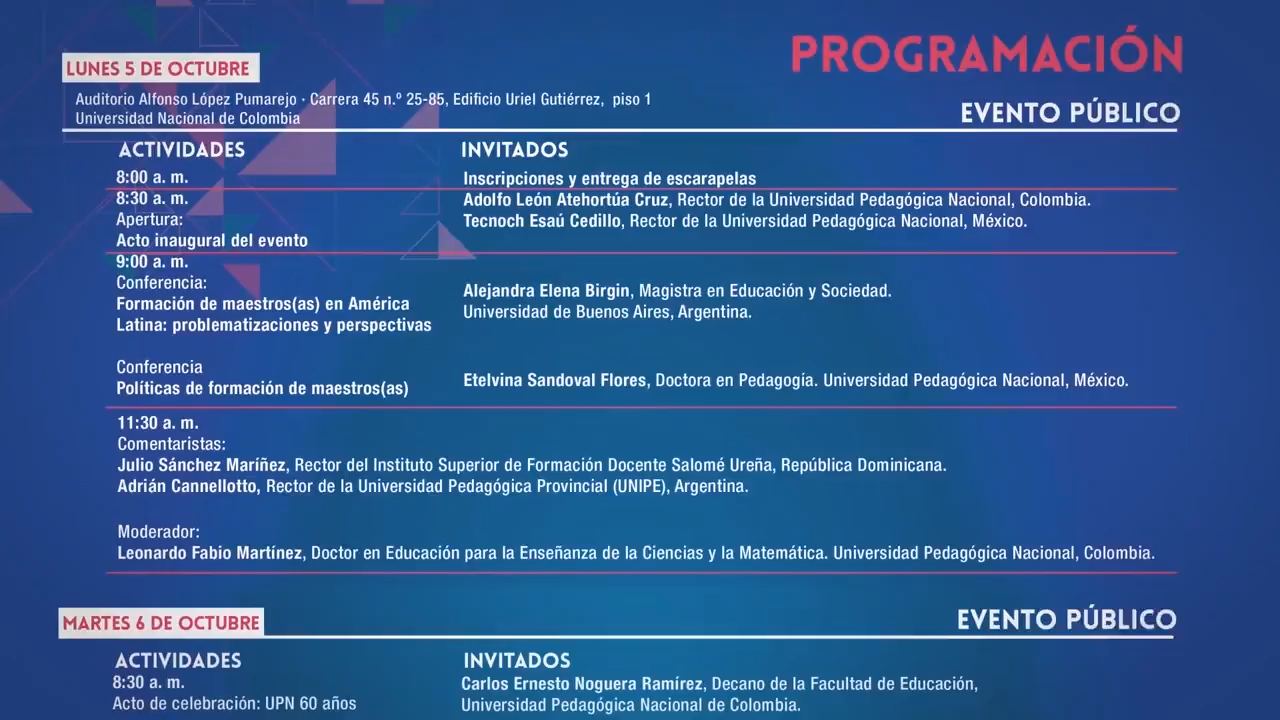 PROGRAMACIÓN
LUNES 5 DE OCTUBRE
Auditorio Alfonso López Pumarejo · Carrera 45 n.º 25-85, Edificio Uriel Gutiérrez, piso 1
Universidad Nacional de Colombia
EVENTO PÚBLICO
ACTIVIDADES
INVITADOS
8:00 a. m.
Inscripciones y entrega de escarapelas
8:30 a. m.
Apertura:
Acto inaugural del evento
Adolfo León Atehortúa Cruz, Rector de la Universidad Pedagógica Nacional, Colombia.
Tecnoch Esaú Cedillo, Rector de la Universidad Pedagógica Nacional, México.
9:00 a. m.
Conferencia:
Formación de maestros(as) en América
Latina: problematizaciones y perspectivas
Alejandra Elena Birgin, Magistra en Educación y Sociedad.
Universidad de Buenos Aires, Argentina.
Conferencia
Políticas de formación de maestros(as)
Etelvina Sandoval Flores, Doctora en Pedagogía. Universidad Pedagógica Nacional, México.
11:30 a. m.
Comentaristas:
Julio Sánchez Maríñez, Rector del Instituto Superior de Formación Docente Salomé Ureña, República Dominicana.
Adrián Cannellotto, Rector de la Universidad Pedagógica Provincial (UNIPE), Argentina.
Moderador:
Leonardo Fabio Martínez, Doctor en Educación para la Enseñanza de la Ciencias y la Matemática. Universidad Pedagógica Nacional, Colombia.
MARTES 6 DE OCTUBRE
EVENTO PÚBLICO
ACTIVIDADES
INVITADOS
8:30 a. m.
Acto de celebración: UPN 60 años
Carlos Ernesto Noguera Ramírez, Decano de la Facultad de Educación,
Universidad Pedagógica Nacional de Colombia.